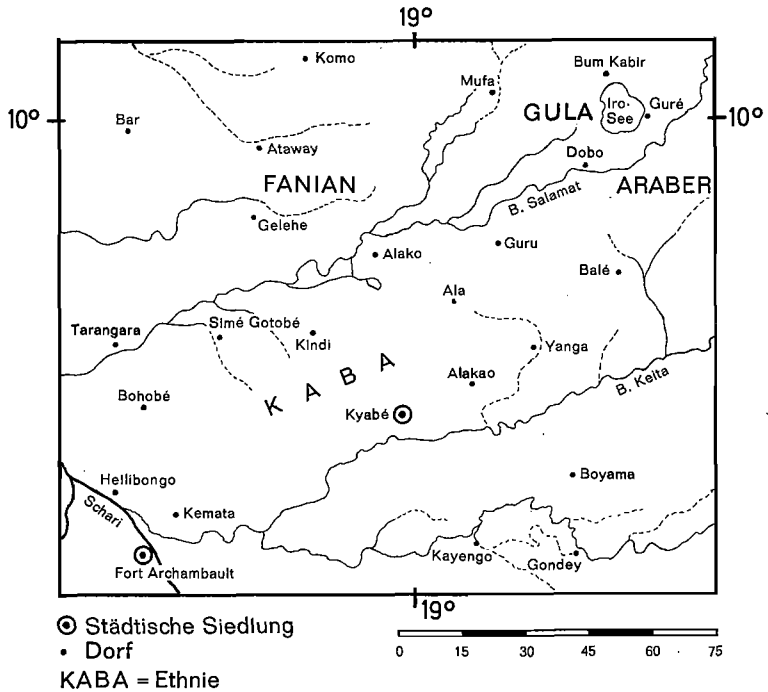 19°
Komo
Bum Kabir
Mufa
Iro-
See
Guré
GULA
10°
10°
Bar
Ataway
Dobo
FANIAN
ARABER
B. Salamat
Gelehe
Guru
Alako
Balé
Ala
Simé Gotobé
Tarangara
Kindi
Yanga
KABA
Alakao
B. Keita
Bohobé
Kyabé
Boyama
Hellibongo
Schari
Kemata
Kayengo
Gondey
Fort Archambault
19°
Städtische Siedlung
Dorf
KABA = Ethnie
0 15 30 45 60 75